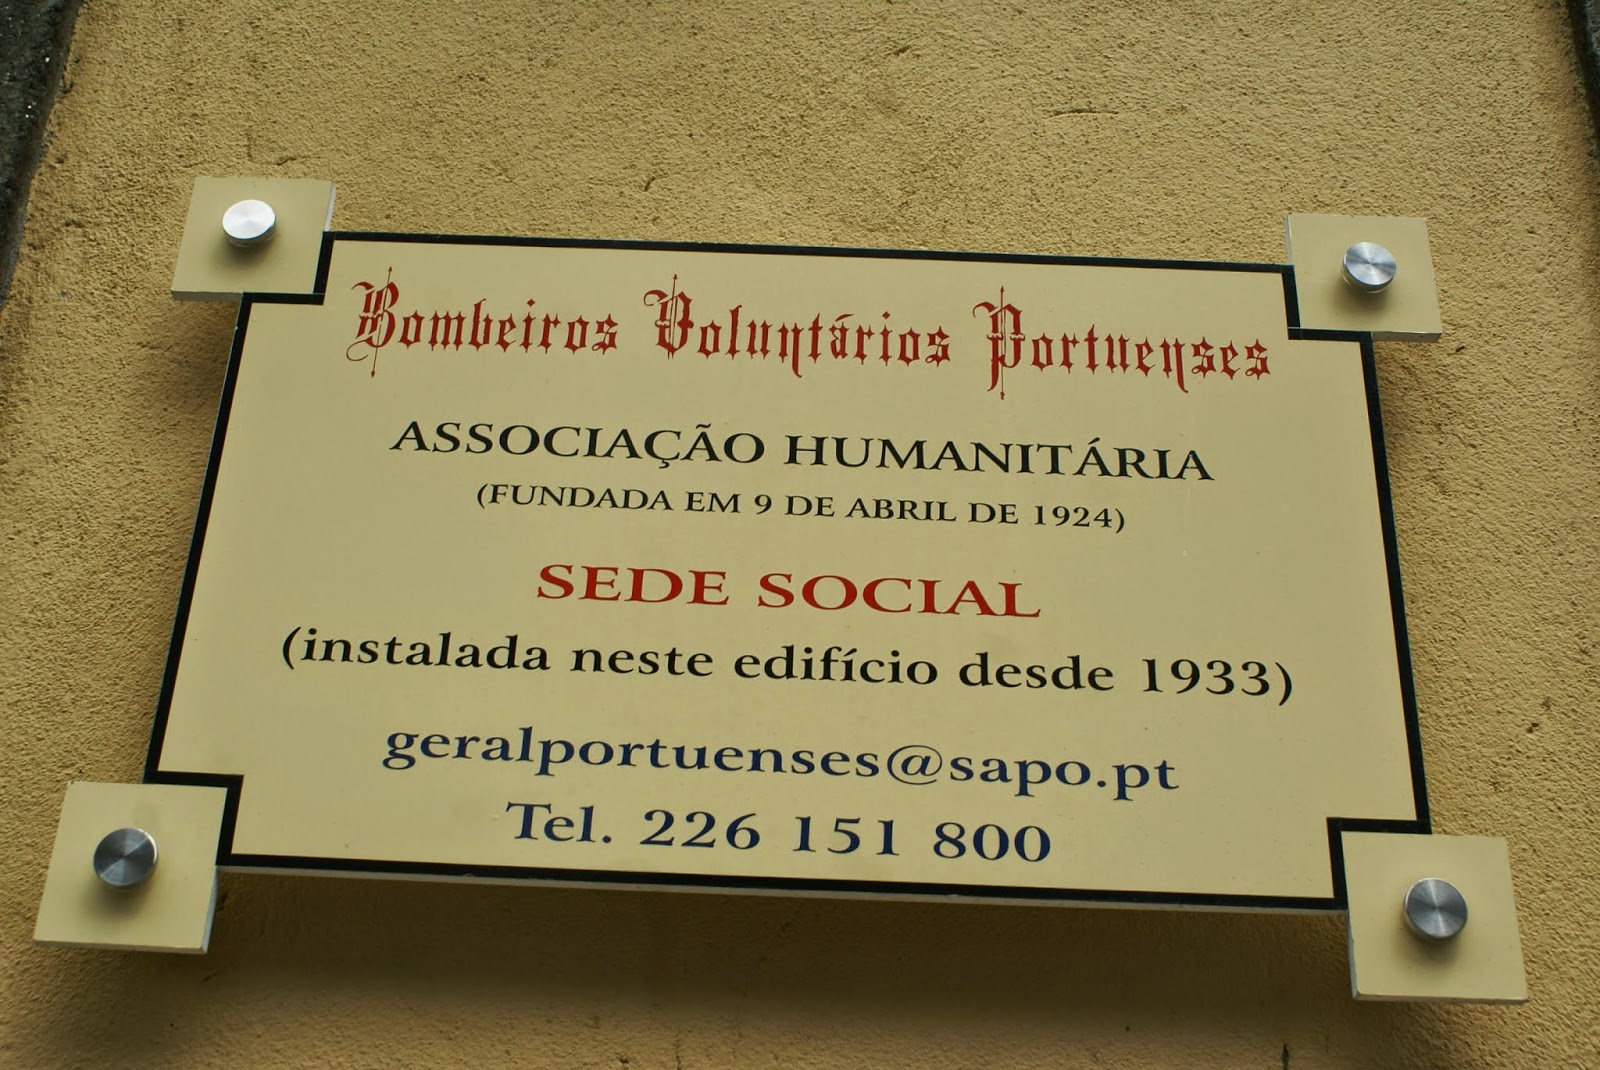 Bombeiros Voluntários Portuenses
ASSOCIAÇÃO HUMANITÁRIA
(FUNDADA EM 9 DE ABRIL DE 1924)
SEDE SOCIAL
(instalada neste edifício desde 1933)
geralportuenses@sapo.pt
Tel. 226 151 800